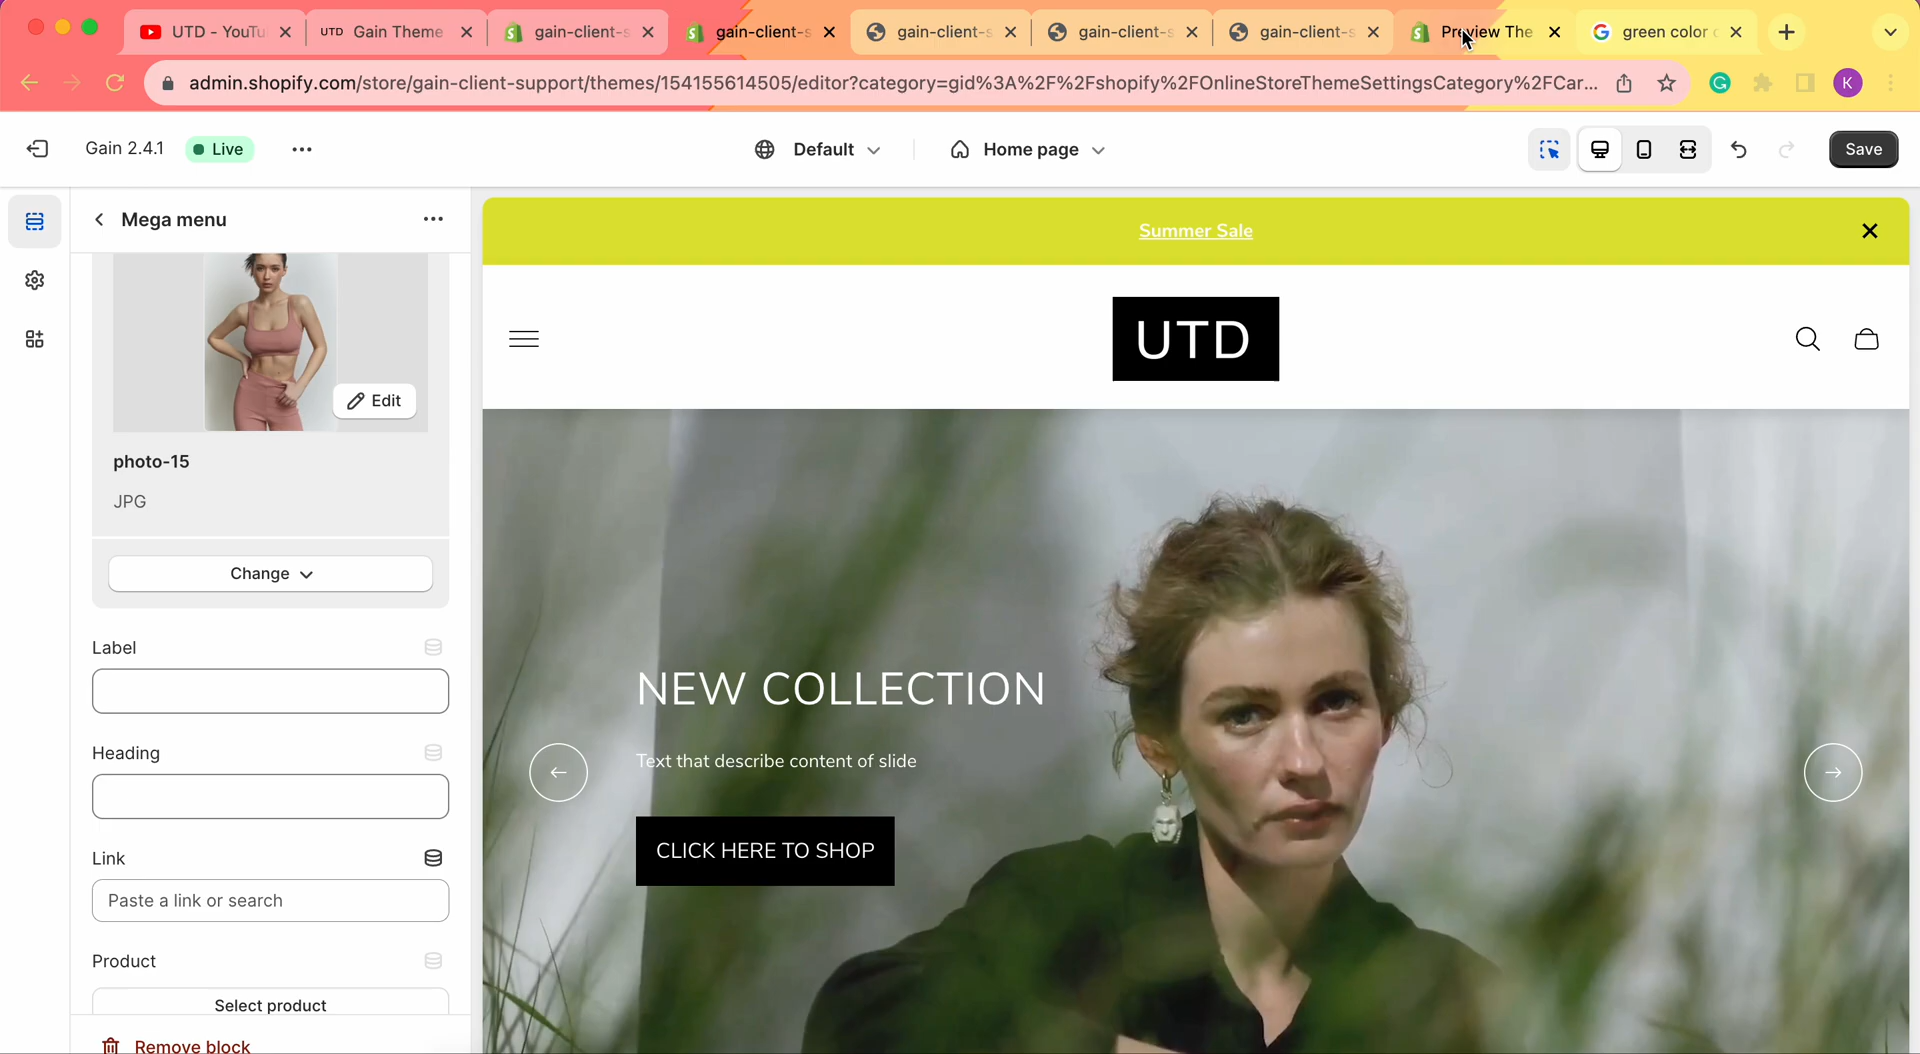 UTD - YouTu
UTD Gain Theme
gain-client-s
gain-client-s
gain-client-s
gain-client-s
gain-client-s
Preview The
green color c
admin.shopify.com/store/gain-client-support/themes/154155614505/editor?category=gid%3A%2F%2Fshopify%2FOnlineStoreThemeSettingsCategory%2FCar...
K
Gain 2.4.1
Live
Default
Home page
Save
Mega menu
Edit
photo-15
JPG
Change
Label
Heading
Link
Paste a link or search
Product
Select product
Remove block
Summer Sale
UTD
NEW COLLECTION
Text that describe content of slide
CLICK HERE TO SHOP